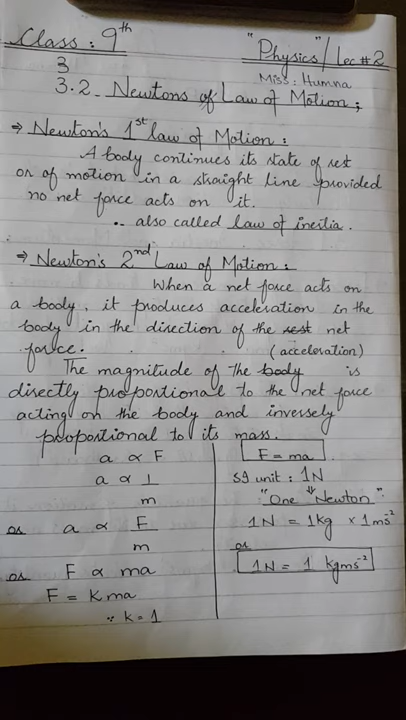 Class : 9th
"Physics" / Lec # 2
3
Miss : Humna
3.2 - Newtons of Law of Motion ;
⇒ Newton's 1st law of Motion :
A body continues its state of rest
or of motion in a straight line provided
no net force acts on it.
∴ also called law of inertia .
⇒ Newton's 2nd Law of Motion :
When a net force acts on
a body , it produces acceleration in the
body in the direction of the rest net
force .
(acceleration)
The magnitude of the body is
directly propotional to the net force
acting on the body and inversely
propotional to its mass.
a ∝ F
a ∝ 1
m
or a ∝ F
m
or F ∝ ma
F = K ma
∵ k = 1
F = ma
SI unit : 1N
⇓
"One Newton"
1N = 1kg × 1ms⁻²
or
1N = 1 kgms⁻²